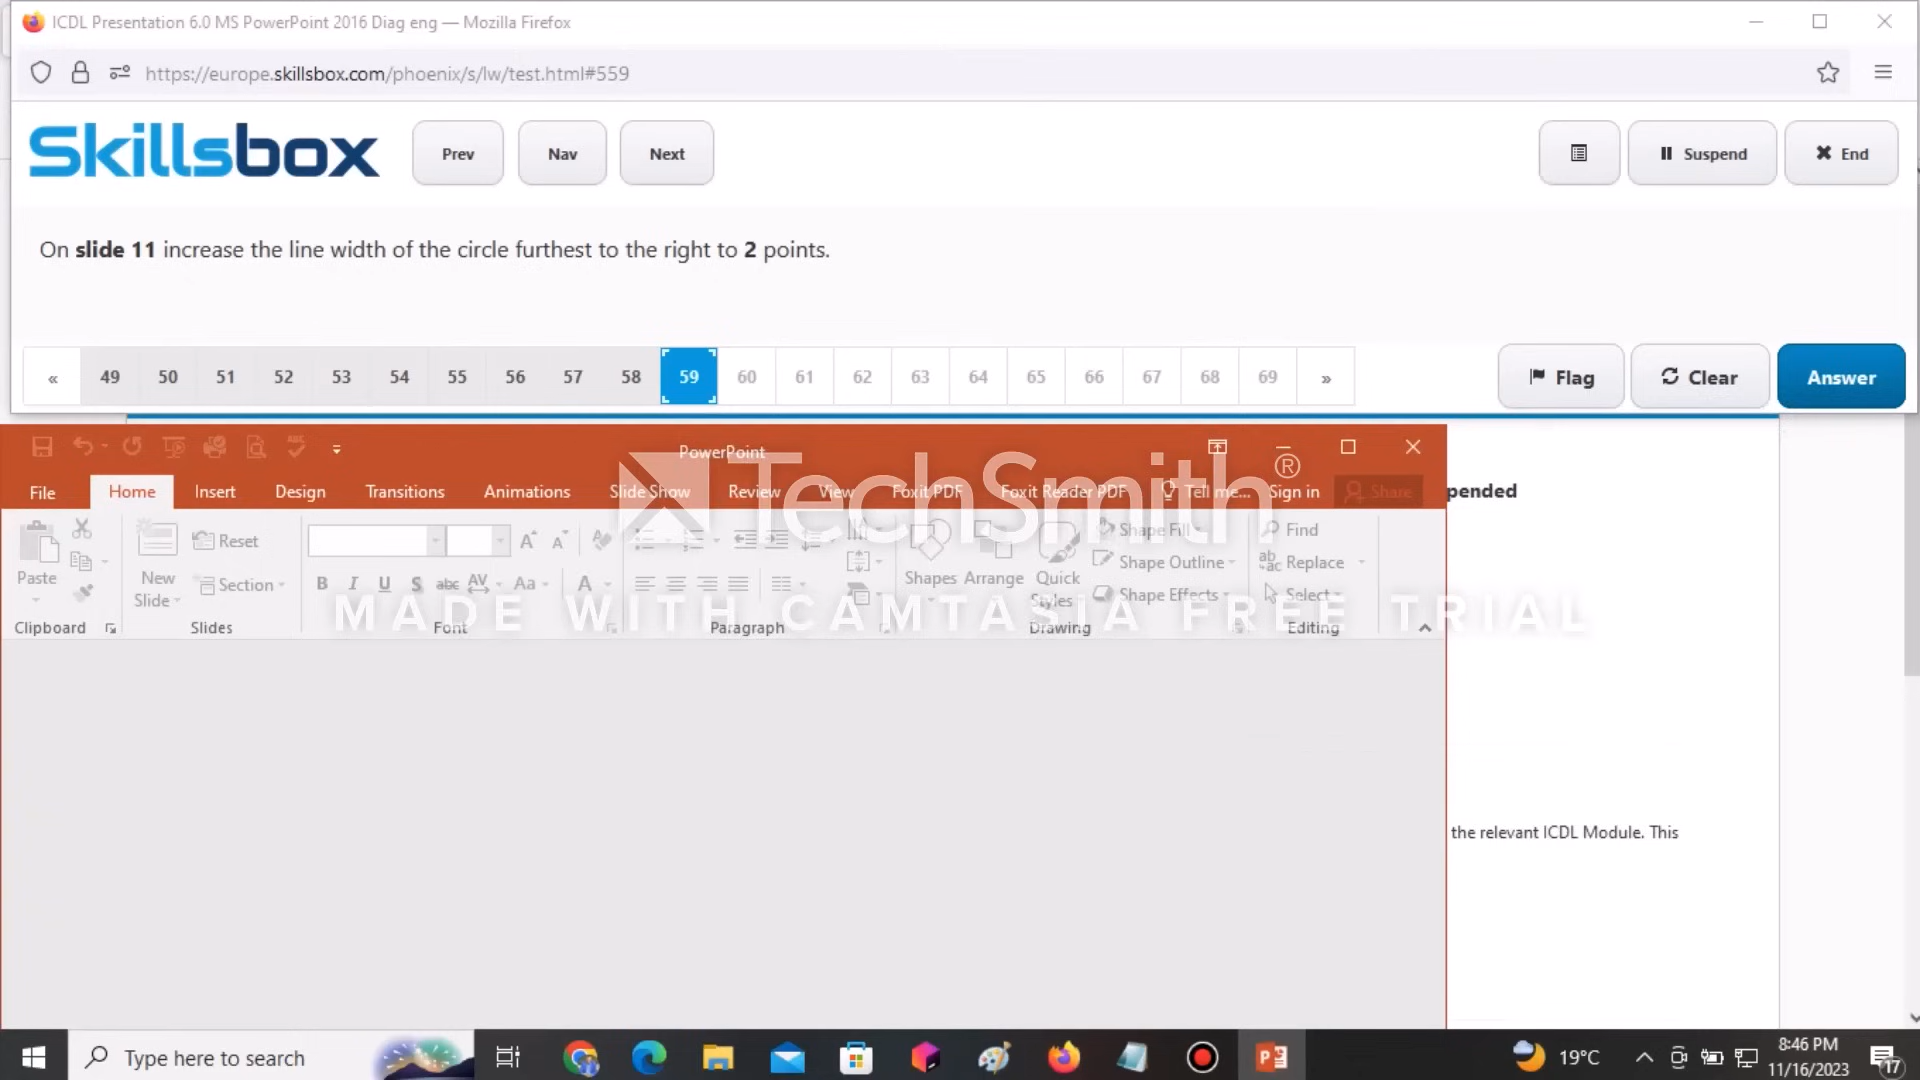 ICDL Presentation 6.0 MS PowerPoint 2016 Diag eng — Mozilla Firefox
https://europe.skillsbox.com/phoenix/s/lw/test.html#559
Skillsbox Prev Nav Next Suspend End
On slide 11 increase the line width of the circle furthest to the right to 2 points.
« 49 50 51 52 53 54 55 56 57 58 59 60 61 62 63 64 65 66 67 68 69 » Flag Clear Answer
PowerPoint
TechSmith®
File Home Insert Design Transitions Animations Slide Show Review View Foxit PDF Foxit Reader PDF Tell me... Sign in Share
pended
Paste
New Slide
Reset
Section
B I U S abc AV Aa A
Shapes Arrange Quick Styles
Shape Fill
Shape Outline
Shape Effects
Find
Replace
Select
MADE WITH CAMTASIA FREE TRIAL
Clipboard Slides Font Paragraph Drawing Editing
the relevant ICDL Module. This
Type here to search
19°C
8:46 PM
11/16/2023
17